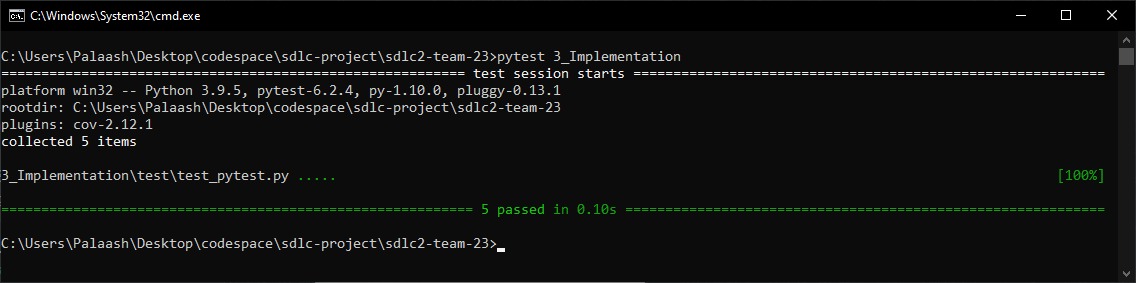 C:\Windows\System32\cmd.exe
C:\Users\Palaash\Desktop\codespace\sdlc-project\sdlc2-team-23>pytest 3_Implementation
========================================================== test session starts ===========================================================
platform win32 -- Python 3.9.5, pytest-6.2.4, py-1.10.0, pluggy-0.13.1
rootdir: C:\Users\Palaash\Desktop\codespace\sdlc-project\sdlc2-team-23
plugins: cov-2.12.1
collected 5 items
3_Implementation\test\test_pytest.py ..... [100%]
=========================================================== 5 passed in 0.10s ============================================================
C:\Users\Palaash\Desktop\codespace\sdlc-project\sdlc2-team-23>